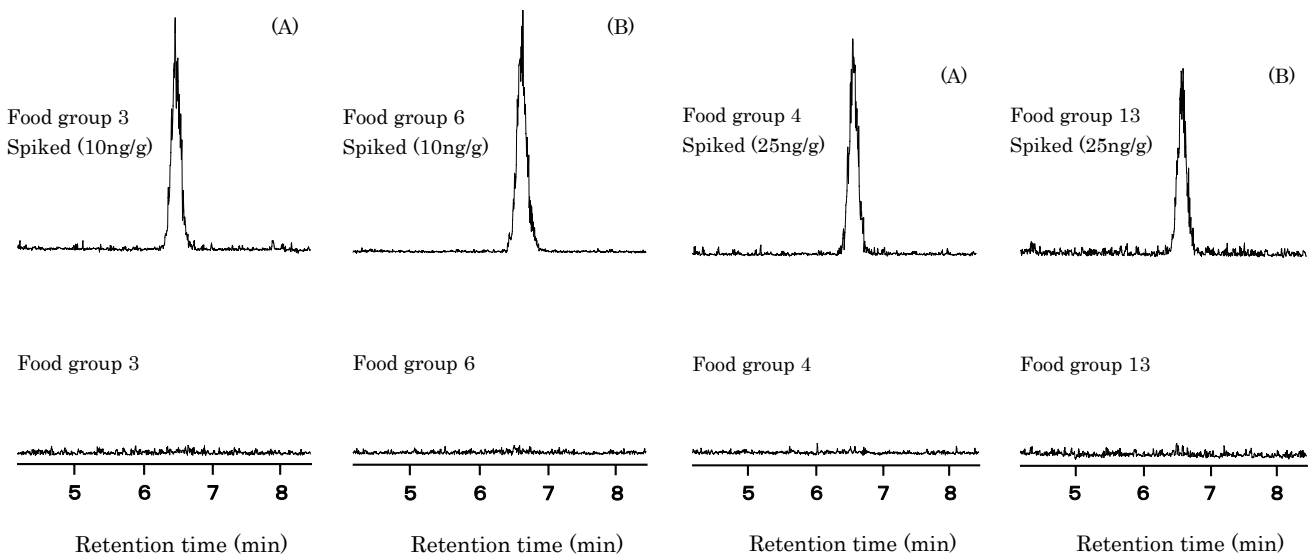 (A)
Food group 3
Spiked (10ng/g)
Food group 3
5 6 7 8
Retention time (min)
(B)
Food group 6
Spiked (10ng/g)
Food group 6
5 6 7 8
Retention time (min)
(A)
Food group 4
Spiked (25ng/g)
Food group 4
5 6 7 8
Retention time (min)
(B)
Food group 13
Spiked (25ng/g)
Food group 13
5 6 7 8
Retention time (min)